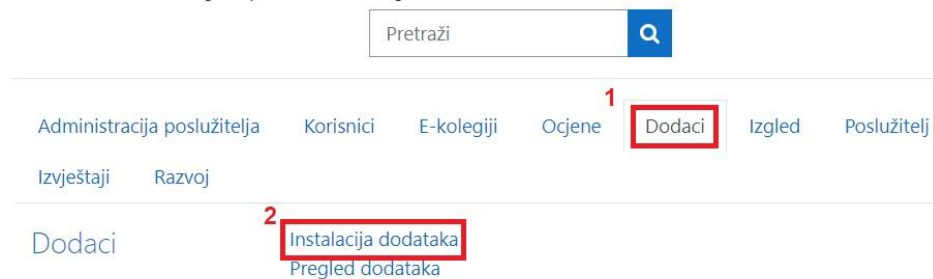 Pretraži
1
Administracija poslužitelja Korisnici E-kolegiji Ocjene Dodaci Izgled Poslužitelj
Izvještaji Razvoj
2
Dodaci Instalacija dodataka
Pregled dodataka